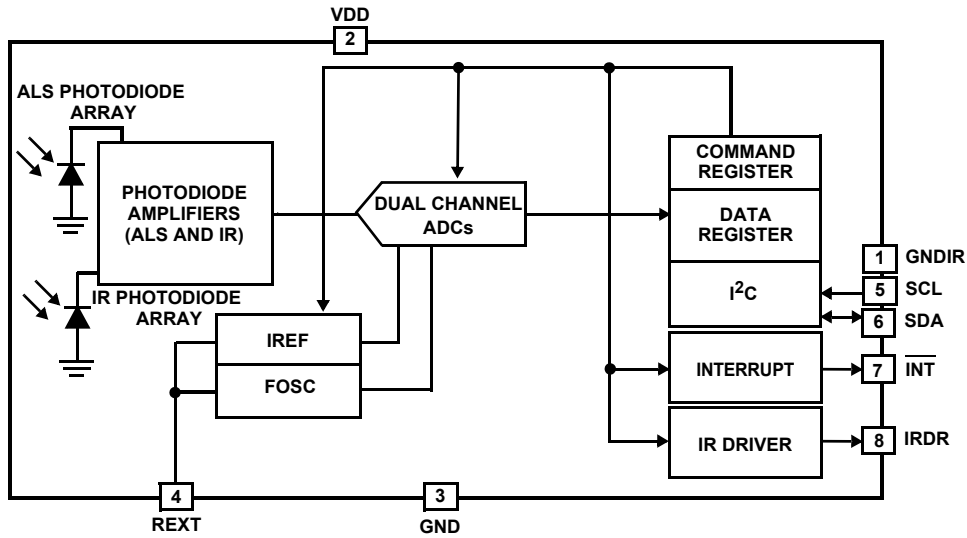 VDD
2
ALS PHOTODIODE
ARRAY
PHOTODIODE
AMPLIFIERS
(ALS AND IR)
IR PHOTODIODE
ARRAY
DUAL CHANNEL
ADCs
IREF
FOSC
COMMAND
REGISTER
DATA
REGISTER
I²C
INTERRUPT
IR DRIVER
1 GNDIR
5 SCL
6 SDA
7 I̅N̅T̅
8 IRDR
4
REXT
3
GND